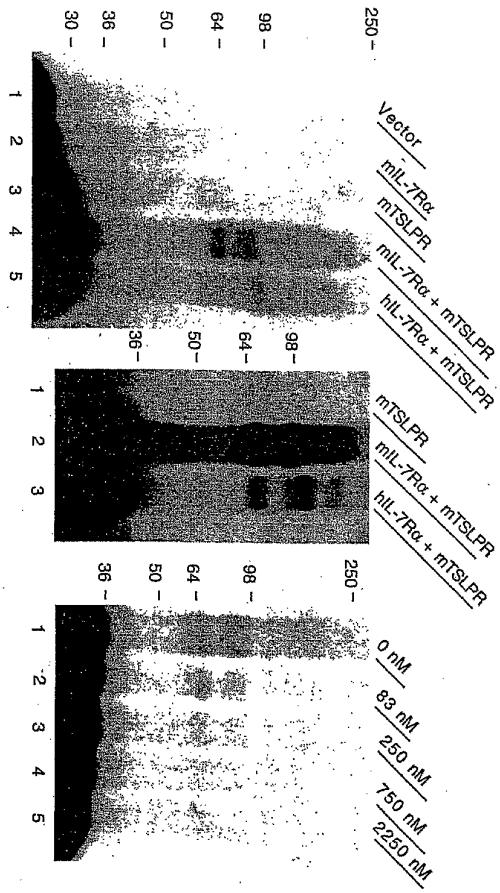 250–
98–
64–
50–
36–
30–
Vector
mIL-7Rα
mTSLPR
mIL-7Rα + mTSLPR
hIL-7Rα + mTSLPR
1
2
3
4
5
98–
64–
50–
36–
mTSLPR
mIL-7Rα + mTSLPR
hIL-7Rα + mTSLPR
1
2
3
250–
98–
64–
50–
36–
0 nM
83 nM
250 nM
750 nM
2250 nM
1
2
3
4
5